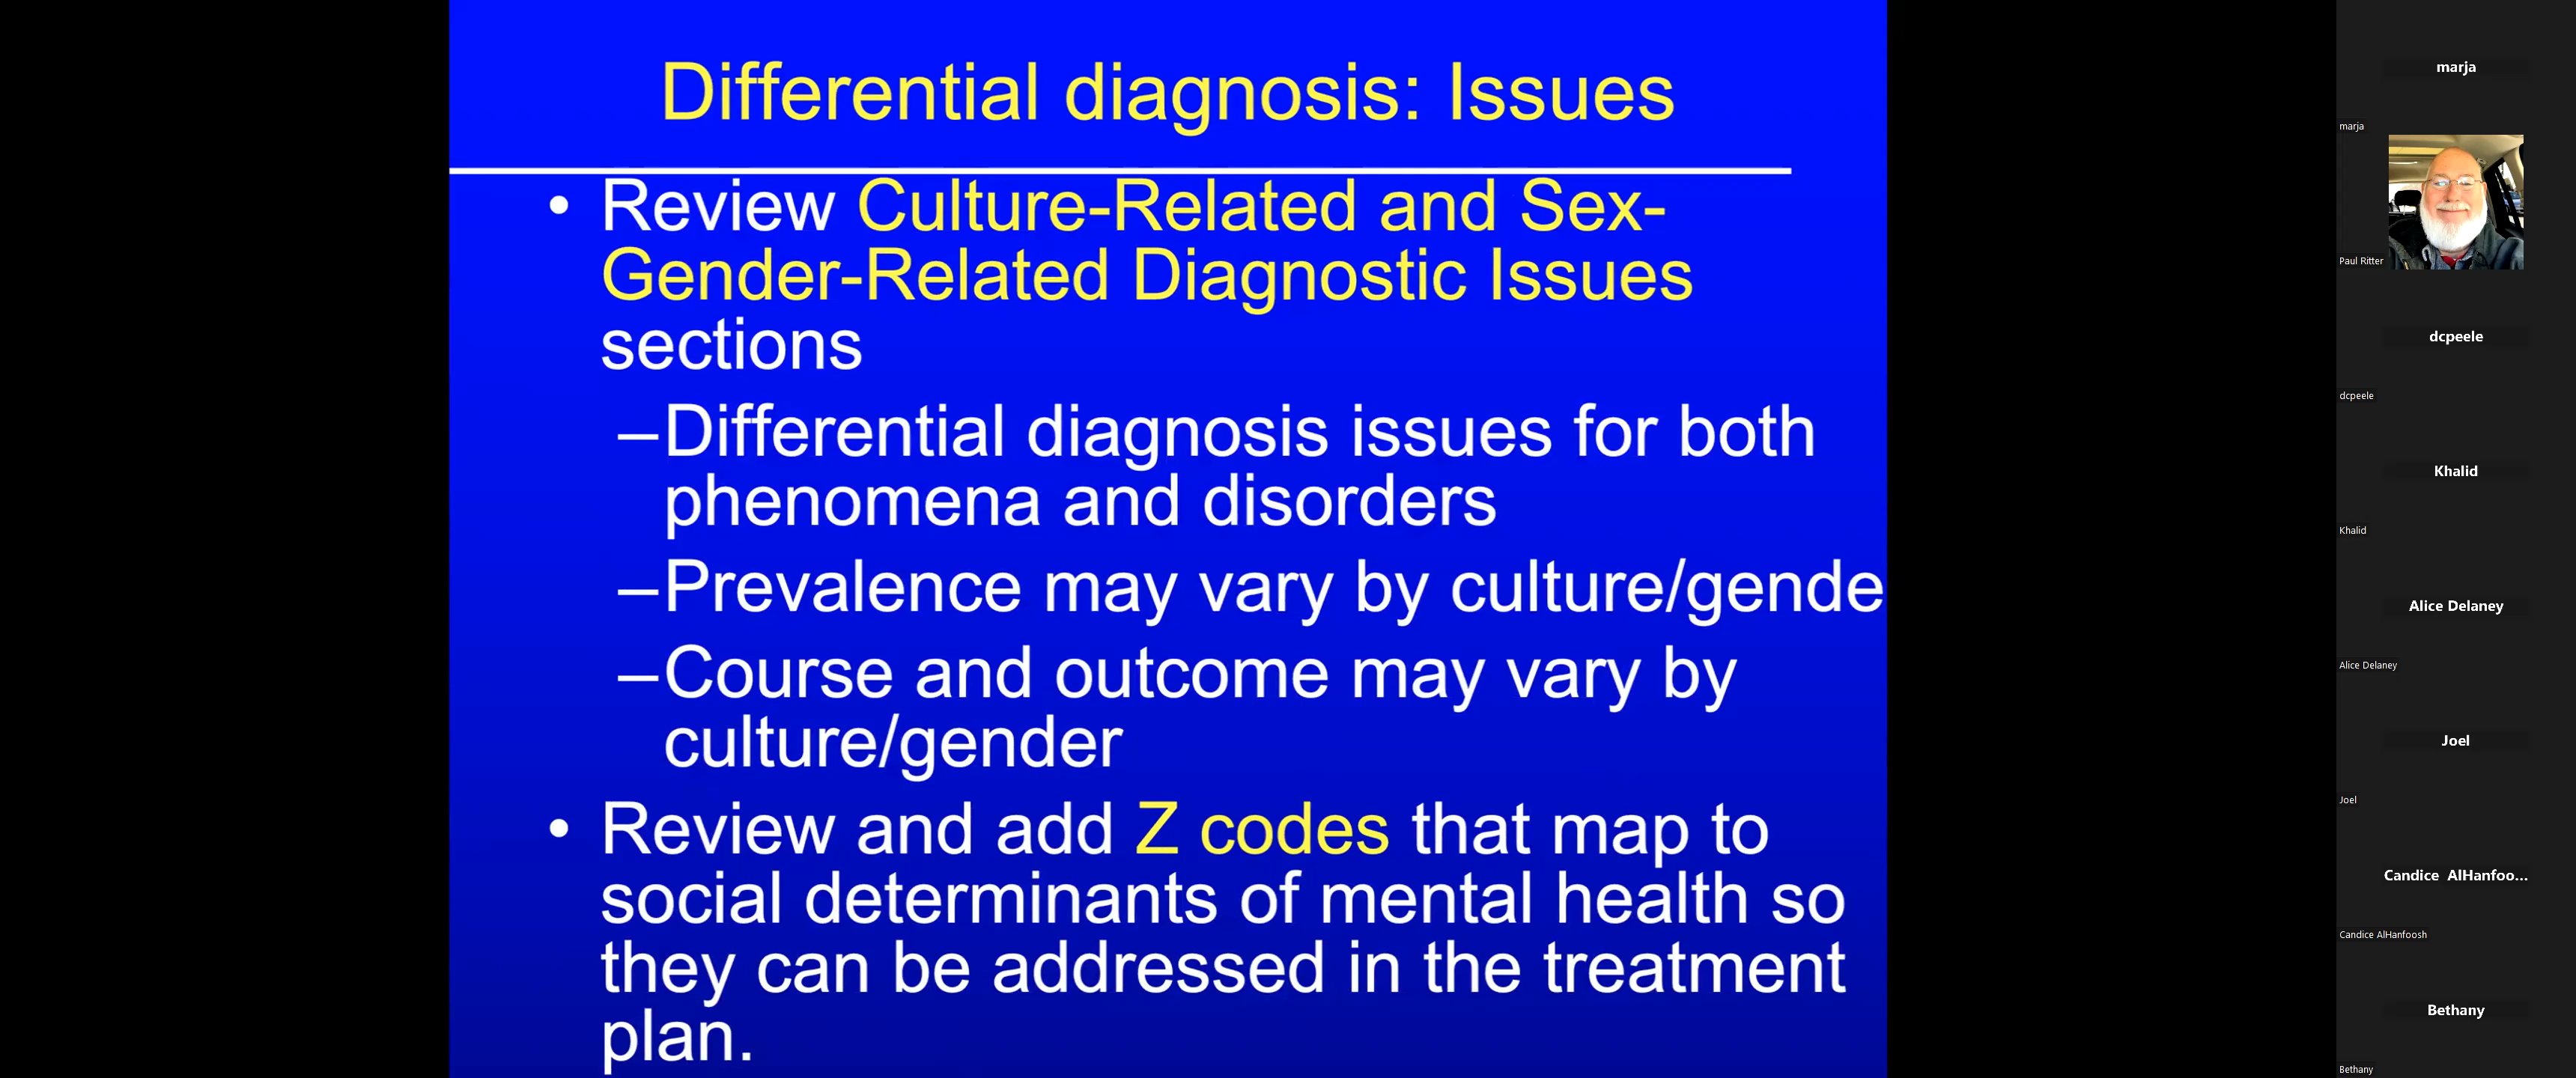 Differential diagnosis: Issues
• Review Culture-Related and Sex-
Gender-Related Diagnostic Issues
sections
–Differential diagnosis issues for both
phenomena and disorders
–Prevalence may vary by culture/gende
–Course and outcome may vary by
culture/gender
• Review and add Z codes that map to
social determinants of mental health so
they can be addressed in the treatment
plan.
marja
marja
Paul Ritter
dcpeele
dcpeele
Khalid
Khalid
Alice Delaney
Alice Delaney
Joel
Joel
Candice AlHanfoo...
Candice AlHanfoosh
Bethany
Bethany